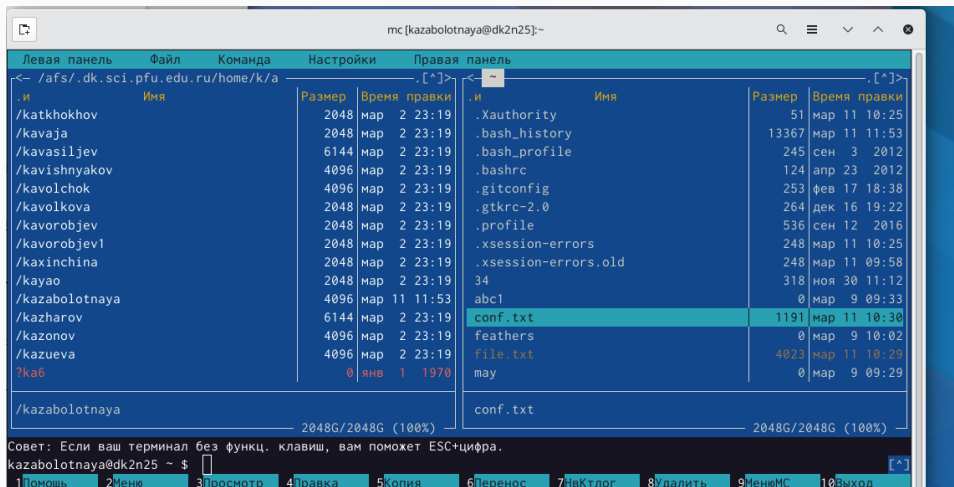 mc [kazabolotnaya@dk2n25]:~
Левая панель Файл Команда Настройки Правая панель
<— /afs/.dk.sci.pfu.edu.ru/home/k/a .[^]>
.и Имя Размер Время правки
/katkhokhov 2048 мар 2 23:19
/kavaja 2048 мар 2 23:19
/kavasiljev 6144 мар 2 23:19
/kavishnyakov 4096 мар 2 23:19
/kavolchok 4096 мар 2 23:19
/kavolkova 2048 мар 2 23:19
/kavorobjev 2048 мар 2 23:19
/kavorobjev1 2048 мар 2 23:19
/kaxinchina 2048 мар 2 23:19
/kayao 2048 мар 2 23:19
/kazabolotnaya 4096 мар 11 11:53
/kazharov 6144 мар 2 23:19
/kazonov 4096 мар 2 23:19
/kazueva 4096 мар 2 23:19
?ka6 0 янв 1 1970
/kazabolotnaya
2048G/2048G (100%)
<— ~ .[^]>
.и Имя Размер Время правки
.Xauthority 51 мар 11 10:25
.bash_history 13367 мар 11 11:53
.bash_profile 245 сен 3 2012
.bashrc 124 апр 23 2012
.gitconfig 253 фев 17 18:38
.gtkrc-2.0 264 дек 16 19:22
.profile 536 сен 12 2016
.xsession-errors 248 мар 11 10:25
.xsession-errors.old 248 мар 11 09:58
34 318 ноя 30 11:12
abc1 0 мар 9 09:33
conf.txt 1191 мар 11 10:30
feathers 0 мар 9 10:02
file.txt 4023 мар 11 10:29
may 0 мар 9 09:29
conf.txt
2048G/2048G (100%)
Совет: Если ваш терминал без функц. клавиш, вам поможет ESC+цифра.
kazabolotnaya@dk2n25 ~ $ [^]
1Помощь 2Меню 3Просмотр 4Правка 5Копия 6Перенос 7НвКтлог 8Удалить 9МенюMC 10Выход